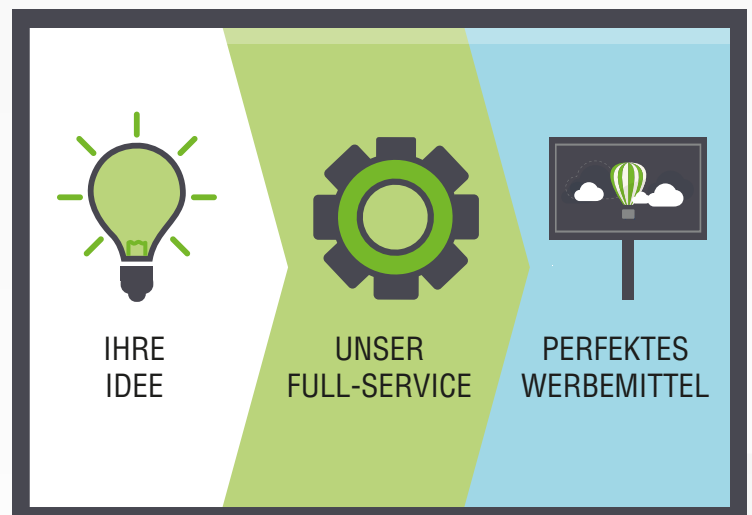 IHRE
IDEE
UNSER
FULL-SERVICE
PERFEKTES
WERBEMITTEL